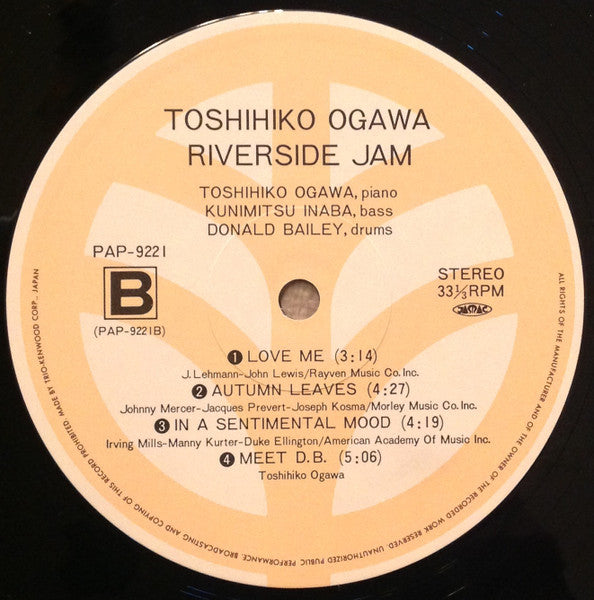 TOSHIHIKO OGAWA
RIVERSIDE JAM
TOSHIHIKO OGAWA, piano
KUNIMITSU INABA, bass
DONALD BAILEY, drums
PAP-9221
B
(PAP-9221B)
STEREO
33⅓RPM
JASRAC
❶ LOVE ME (3:14)
J. Lehmann-John Lewis/Rayven Music Co. Inc.
❷ AUTUMN LEAVES (4:27)
Johnny Mercer-Jacques Prevert-Joseph Kosma/Morley Music Co. Inc.
❸ IN A SENTIMENTAL MOOD (4:19)
Irving Mills-Manny Kurter-Duke Ellington/American Academy Of Music Inc.
❹ MEET D.B. (5:06)
Toshihiko Ogawa
ALL RIGHTS OF THE MANUFACTURER AND OF THE OWNER OF THE RECORDED WORK RESERVED. UNAUTHORIZED PUBLIC PERFORMANCE, BROADCASTING AND COPYING OF THIS RECORD PROHIBITED. MADE BY TRIO-KENWOOD CORP., JAPAN